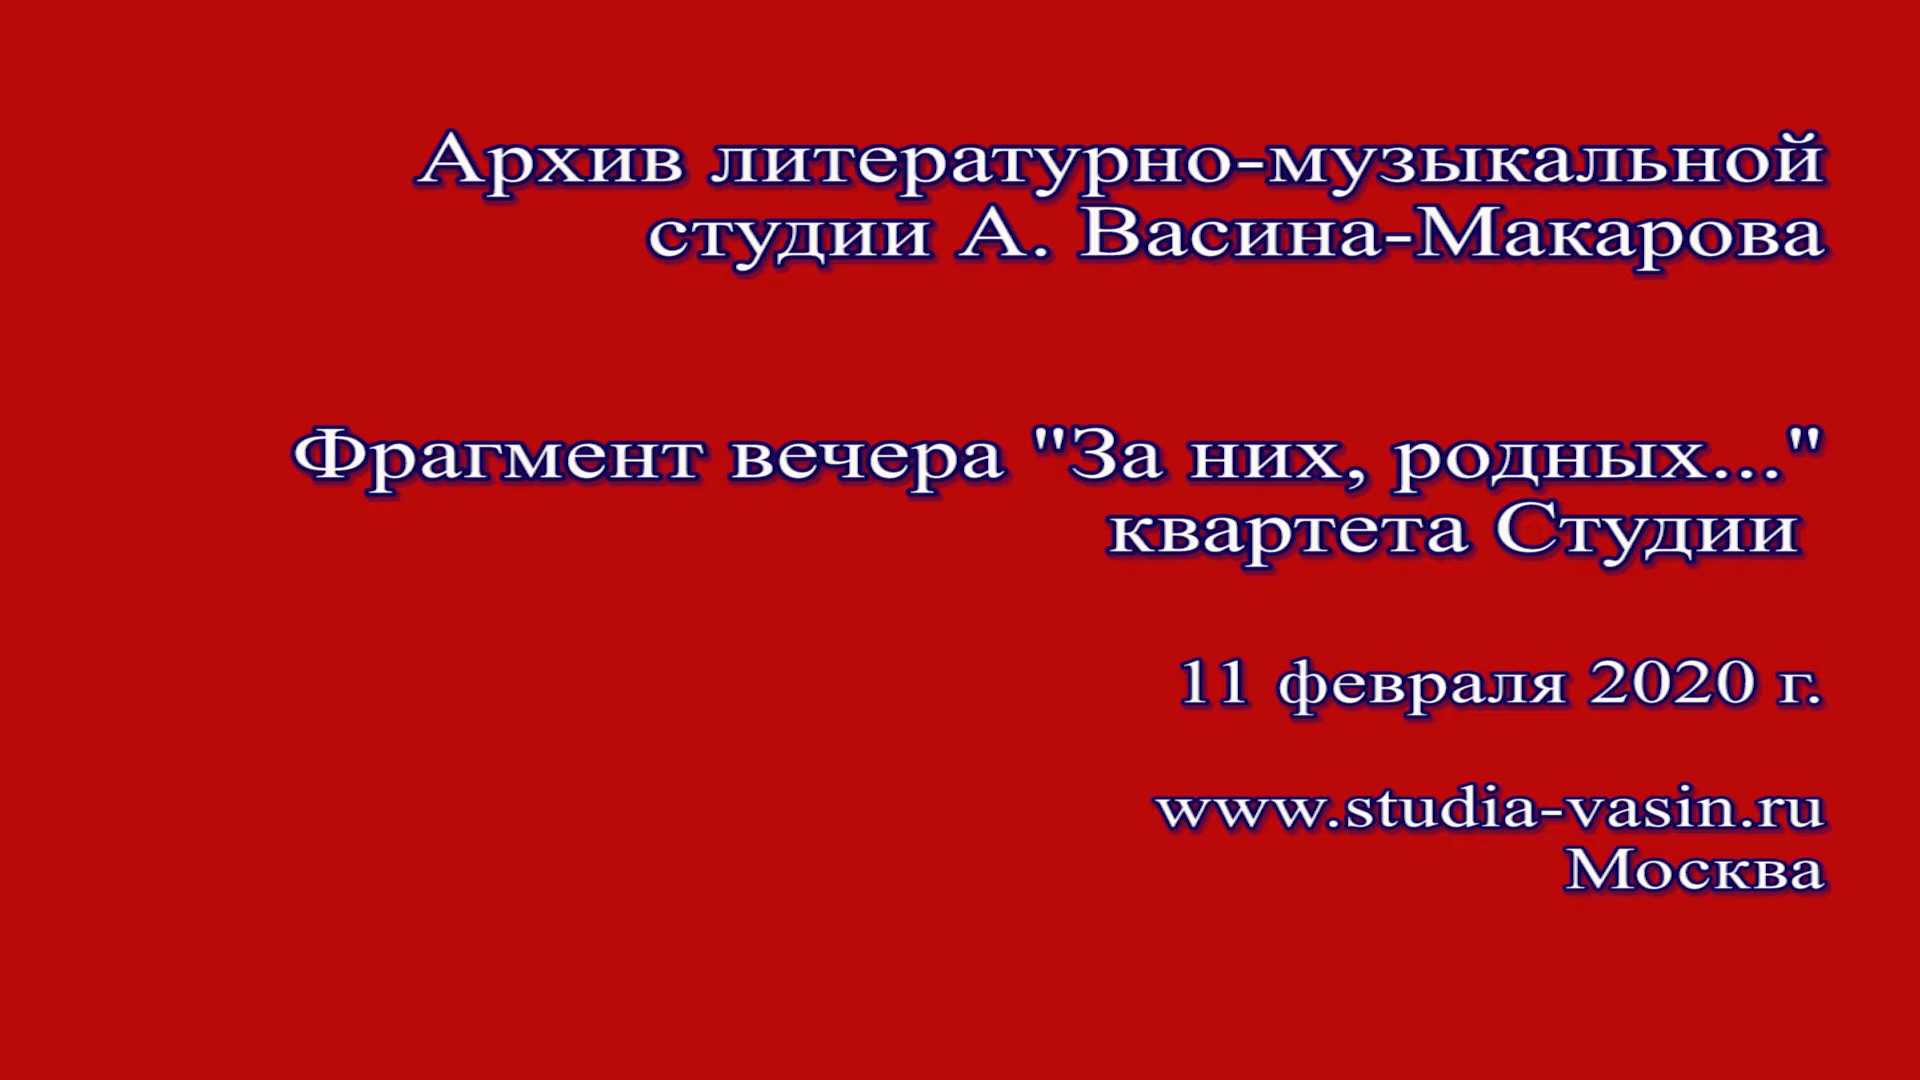 Архив литературно-музыкальной
студии А. Васина-Макарова
Фрагмент вечера "За них, родных..."
квартета Студии
11 февраля 2020 г.
www.studia-vasin.ru
Москва